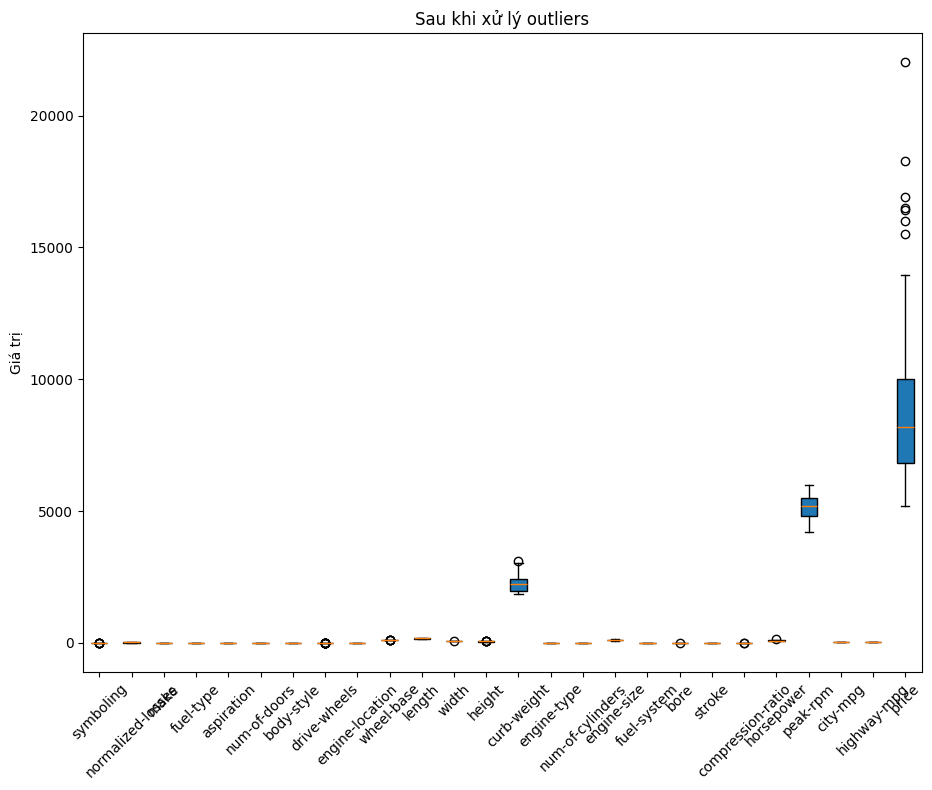 Sau khi xử lý outliers
Giá trị
20000
15000
10000
5000
0
symboling
normalized-losses
make
fuel-type
aspiration
num-of-doors
body-style
drive-wheels
engine-location
wheel-base
length
width
height
curb-weight
engine-type
num-of-cylinders
engine-size
fuel-system
bore
stroke
compression-ratio
horsepower
peak-rpm
city-mpg
highway-mpg
price